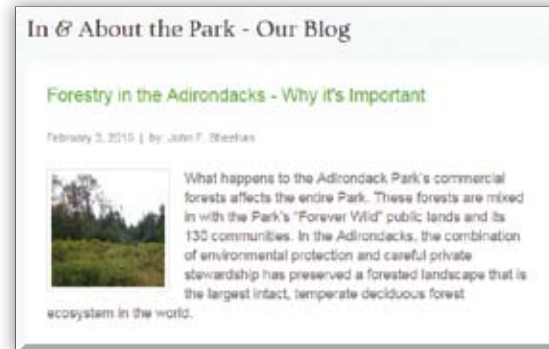 In & About the Park - Our Blog
Forestry in the Adirondacks - Why it's Important
February 3, 2015 | by: John F. Sheehan
What happens to the Adirondack Park's commercial
forests affects the entire Park. These forests are mixed
in with the Park's "Forever Wild" public lands and its
130 communities. In the Adirondacks, the combination
of environmental protection and careful private
stewardship has preserved a forested landscape that is
the largest intact, temperate deciduous forest
ecosystem in the world.